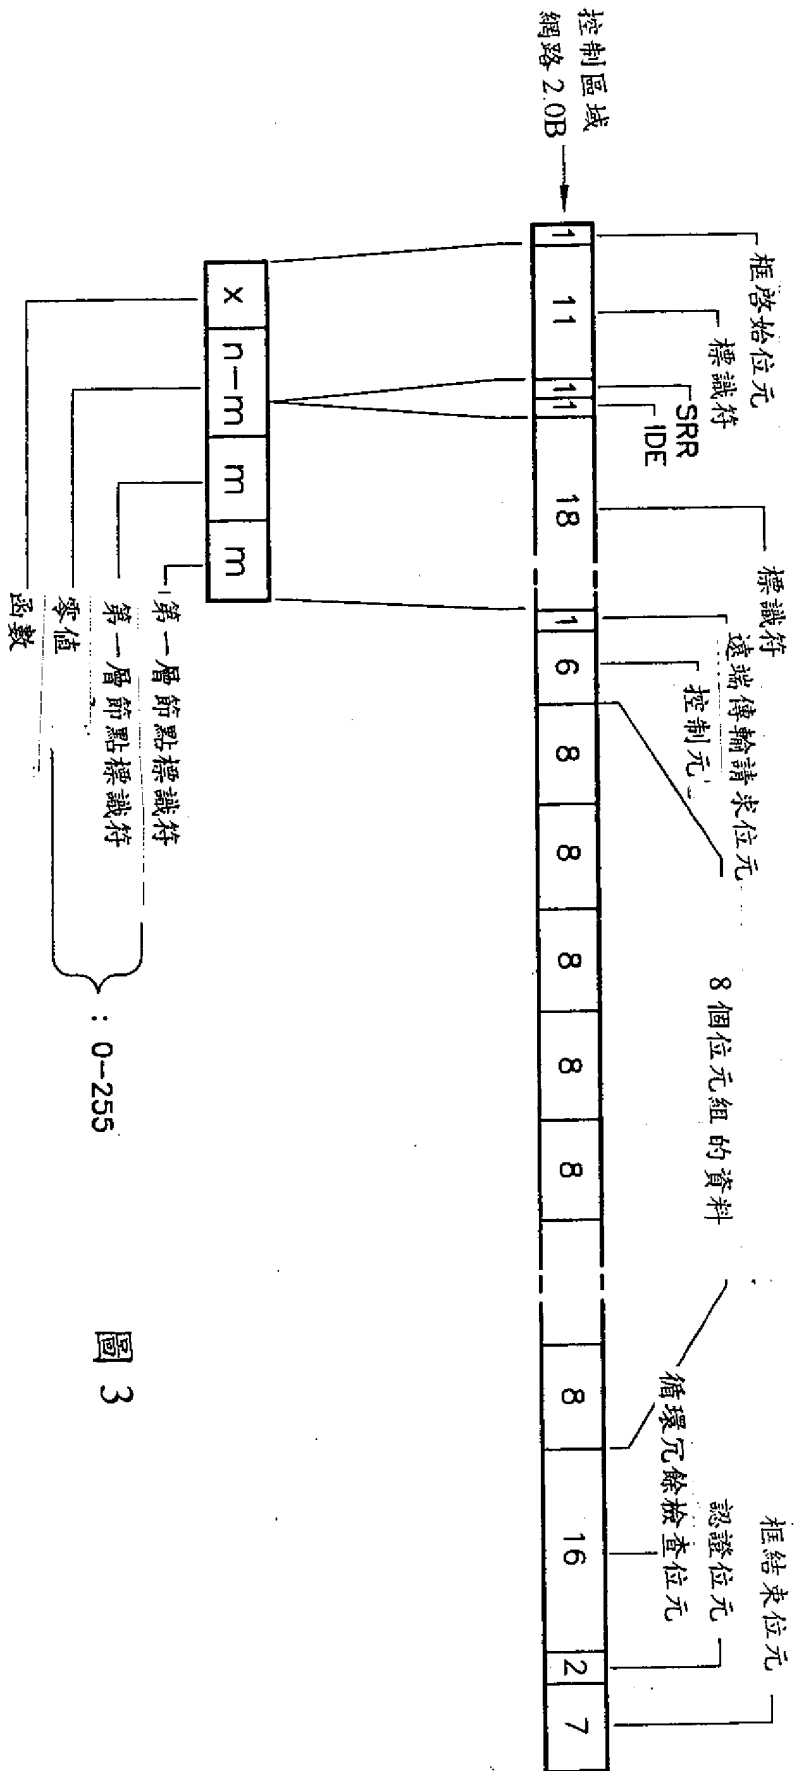 控制區域
網路 2.0B
框啓始位元
標識符
SRR
IDE
標識符
遠端傳輸請求位元
控制元
8 個位元組的資料
循環冗餘檢查位元
認證位元
框結束位元
1 11 1 1 18 1 6 8 8 8 8 8 8 16 2 7
x n-m m m
第一層節點標識符
第一層節點標識符
零值
函數
: 0-255
圖 3